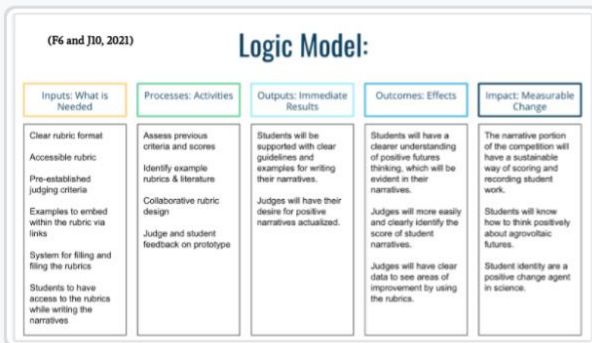 (F6 and J10, 2021)
Logic Model:
Inputs: What is
Needed
Clear rubric format
Accessible rubric
Pre-established
judging criteria
Examples to embed
within the rubric via
links
System for filling and
filing the rubrics
Students to have
access to the rubrics
while writing the
narratives
Processes: Activities
Assess previous
criteria and scores
Identify example
rubrics & literature
Collaborative rubric
design
Judge and student
feedback on prototype
Outputs: Immediate
Results
Students will be
supported with clear
guidelines and
examples for writing
their narratives.
Judges will have their
desire for positive
narratives actualized.
Outcomes: Effects
Students will have a
clearer understanding
of positive futures
thinking, which will be
evident in their
narratives.
Judges will more easily
and clearly identify the
score of student
narratives.
Judges will have clear
data to see areas of
improvement by using
the rubrics.
Impact: Measurable
Change
The narrative portion
of the competition will
have a sustainable
way of scoring and
recording student
work.
Students will know
how to think positively
about agrovoltaic
futures.
Student identity are a
positive change agent
in science.